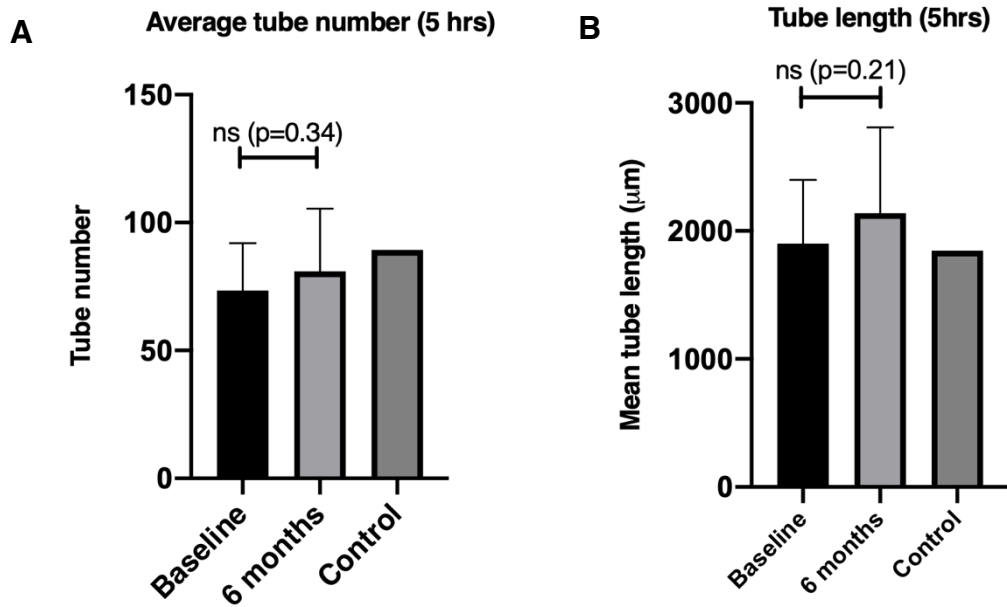 A
Average tube number (5 hrs)
Tube number
150
100
50
0
ns (p=0.34)
Baseline
6 months
Control
B
Tube length (5hrs)
Mean tube length (μm)
3000
2000
1000
0
ns (p=0.21)
Baseline
6 months
Control